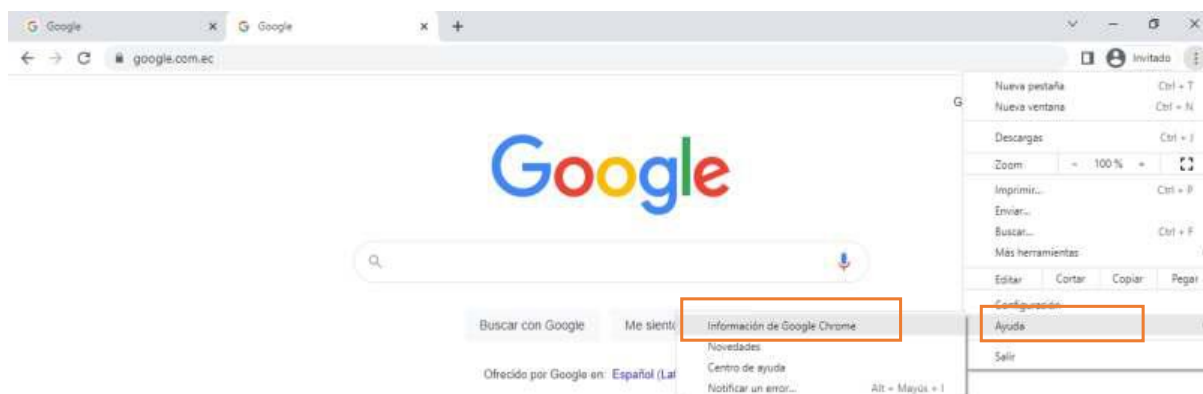 Google
Google
google.com.ec
Invitado
Nueva pestaña Ctrl + T
Nueva ventana Ctrl + N
G
Descargas Ctrl + J
Zoom - 100 % +
Google
Imprimir... Ctrl + P
Enviar...
Buscar... Ctrl + F
Más herramientas
Editar Cortar Copiar Pegar
Configuración
Ayuda
Salir
Buscar con Google
Me siento
Información de Google Chrome
Novedades
Centro de ayuda
Notificar un error... Alt + Mayús + I
Ofrecido por Google en: Español (Lat